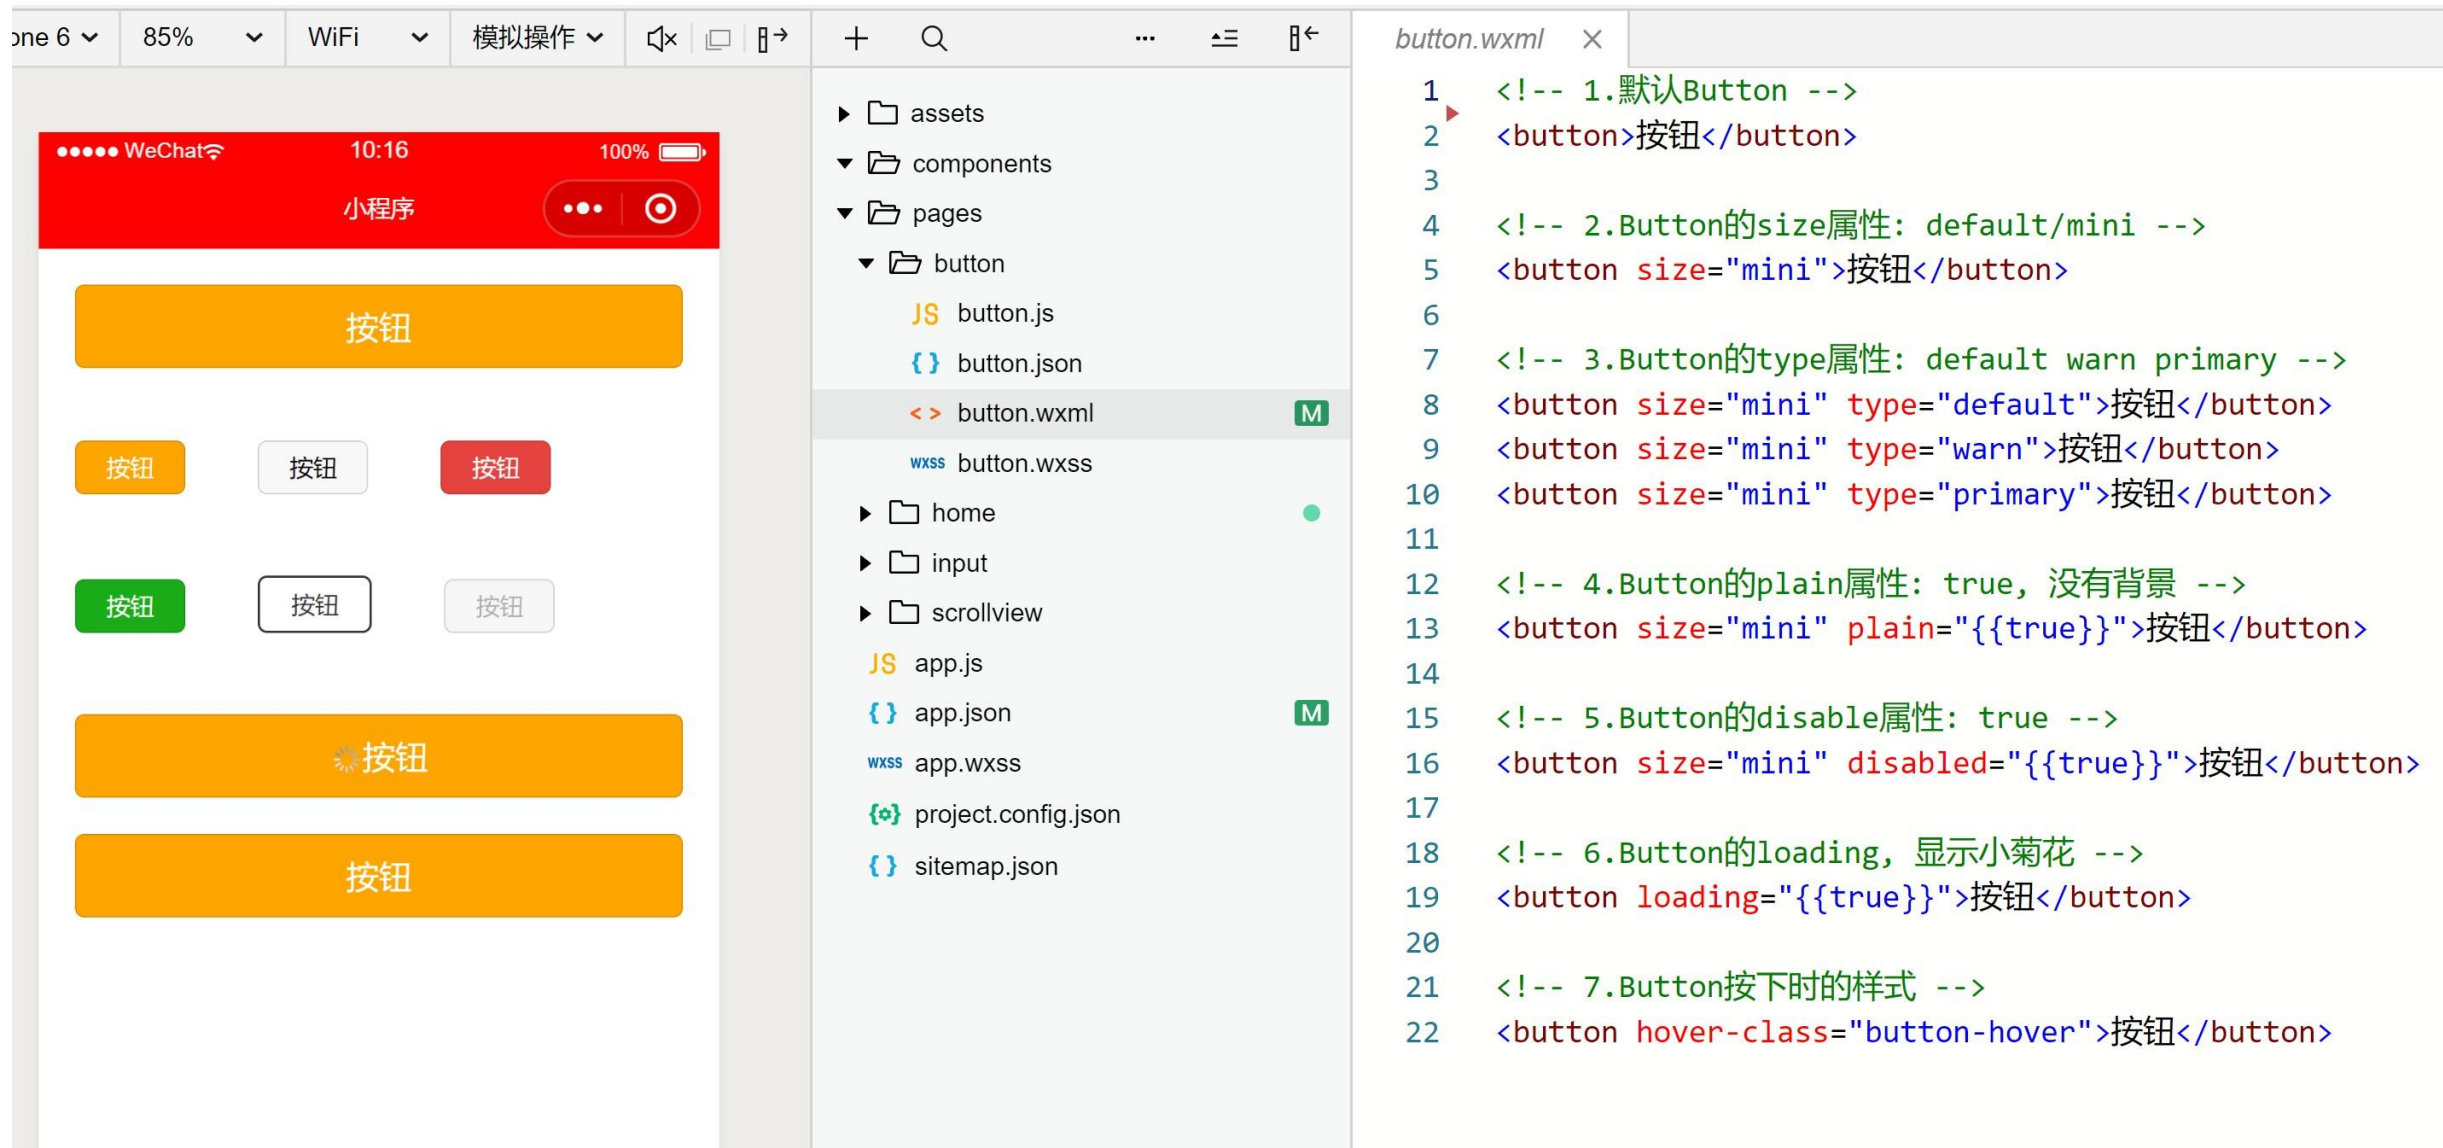 one 6 85% WiFi 模拟操作
●●●●● WeChat 10:16 100%
小程序
按钮
按钮 按钮 按钮
按钮 按钮 按钮
按钮
按钮
assets
components
pages
button
JS button.js
{ } button.json
< > button.wxml M
wxss button.wxss
home
input
scrollview
JS app.js
{ } app.json M
wxss app.wxss
project.config.json
{ } sitemap.json
button.wxml
1 <!-- 1.默认Button -->
2 <button>按钮</button>
3
4 <!-- 2.Button的size属性: default/mini -->
5 <button size="mini">按钮</button>
6
7 <!-- 3.Button的type属性: default warn primary -->
8 <button size="mini" type="default">按钮</button>
9 <button size="mini" type="warn">按钮</button>
10 <button size="mini" type="primary">按钮</button>
11
12 <!-- 4.Button的plain属性: true, 没有背景 -->
13 <button size="mini" plain="{{true}}">按钮</button>
14
15 <!-- 5.Button的disable属性: true -->
16 <button size="mini" disabled="{{true}}">按钮</button>
17
18 <!-- 6.Button的loading, 显示小菊花 -->
19 <button loading="{{true}}">按钮</button>
20
21 <!-- 7.Button按下时的样式 -->
22 <button hover-class="button-hover">按钮</button>